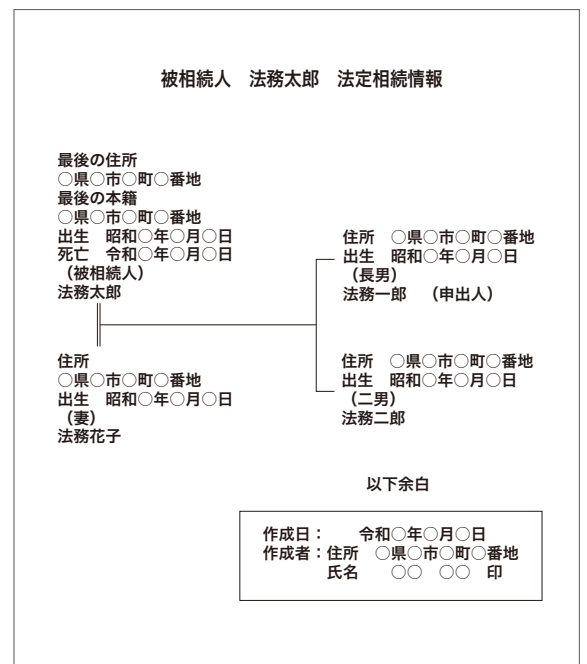 被相続人　法務太郎　法定相続情報
最後の住所
○県○市○町○番地
最後の本籍
○県○市○町○番地
出生　昭和○年○月○日
死亡　令和○年○月○日
（被相続人）
法務太郎
住所
○県○市○町○番地
出生　昭和○年○月○日
（妻）
法務花子
住所　○県○市○町○番地
出生　昭和○年○月○日
（長男）
法務一郎　（申出人）
住所　○県○市○町○番地
出生　昭和○年○月○日
（二男）
法務二郎
以下余白
作成日：　　令和○年○月○日
作成者：住所　○県○市○町○番地
氏名　　○○　○○　印